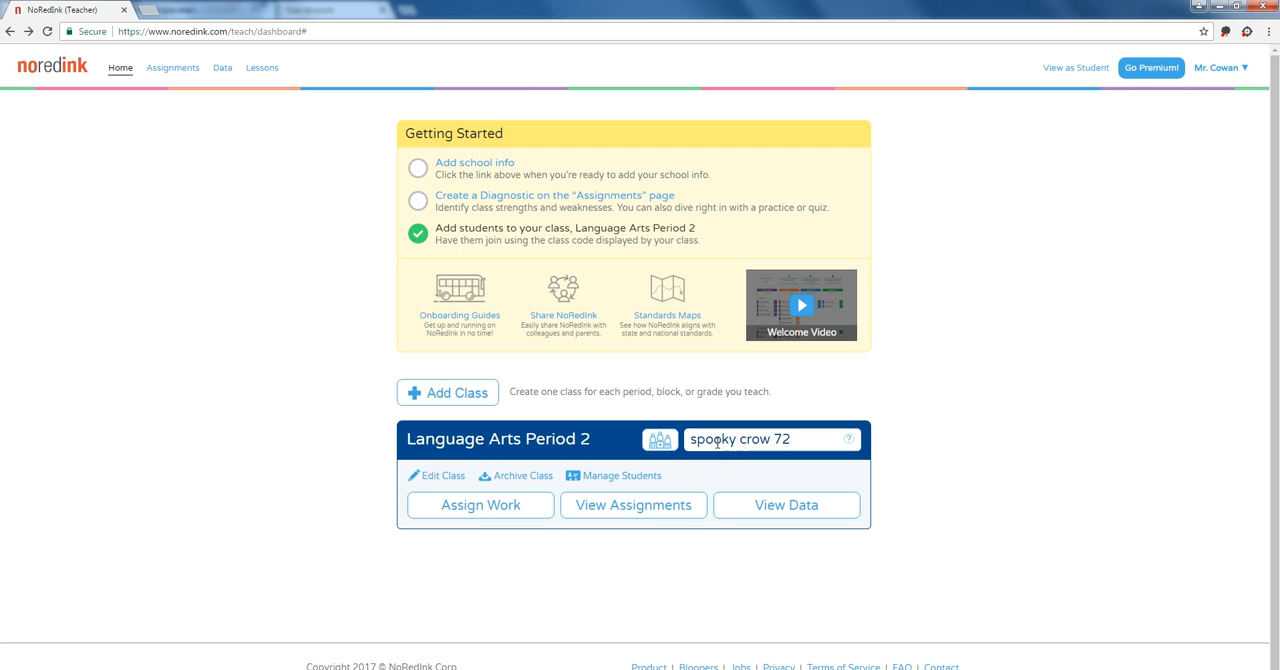 NoRedInk (Teacher)
Secure | https://www.noredink.com/teach/dashboard#
noredink Home Assignments Data Lessons View as Student Go Premium! Mr. Cowan ▼
Getting Started
Add school info
Click the link above when you're ready to add your school info.
Create a Diagnostic on the "Assignments" page
Identify class strengths and weaknesses. You can also dive right in with a practice or quiz.
Add students to your class, Language Arts Period 2
Have them join using the class code displayed by your class.
Onboarding Guides
Get up and running on
NoRedInk in no time!
Share NoRedInk
Easily share NoRedInk with
colleagues and parents.
Standards Maps
See how NoRedInk aligns with
state and national standards.
Welcome Video
Add Class Create one class for each period, block, or grade you teach.
Language Arts Period 2 spooky crow 72 ?
Edit Class Archive Class Manage Students
Assign Work View Assignments View Data
Copyright 2017 © NoRedInk Corp Product | Bloopers | Jobs | Privacy | Terms of Service | FAQ | Contact